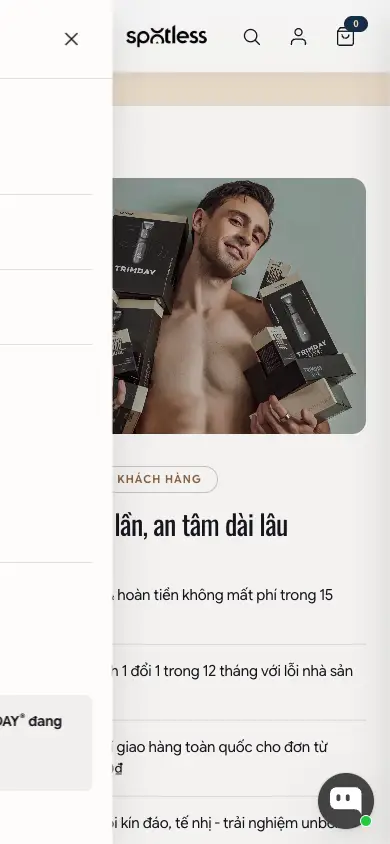 spotless
0
TRIMDAY
TRIMDAY
KHÁCH HÀNG
lần, an tâm dài lâu
hoàn tiền không mất phí trong 15
1 đổi 1 trong 12 tháng với lỗi nhà sản
giao hàng toàn quốc cho đơn từ
DAY® đang
kín đáo, tế nhị - trải nghiệm